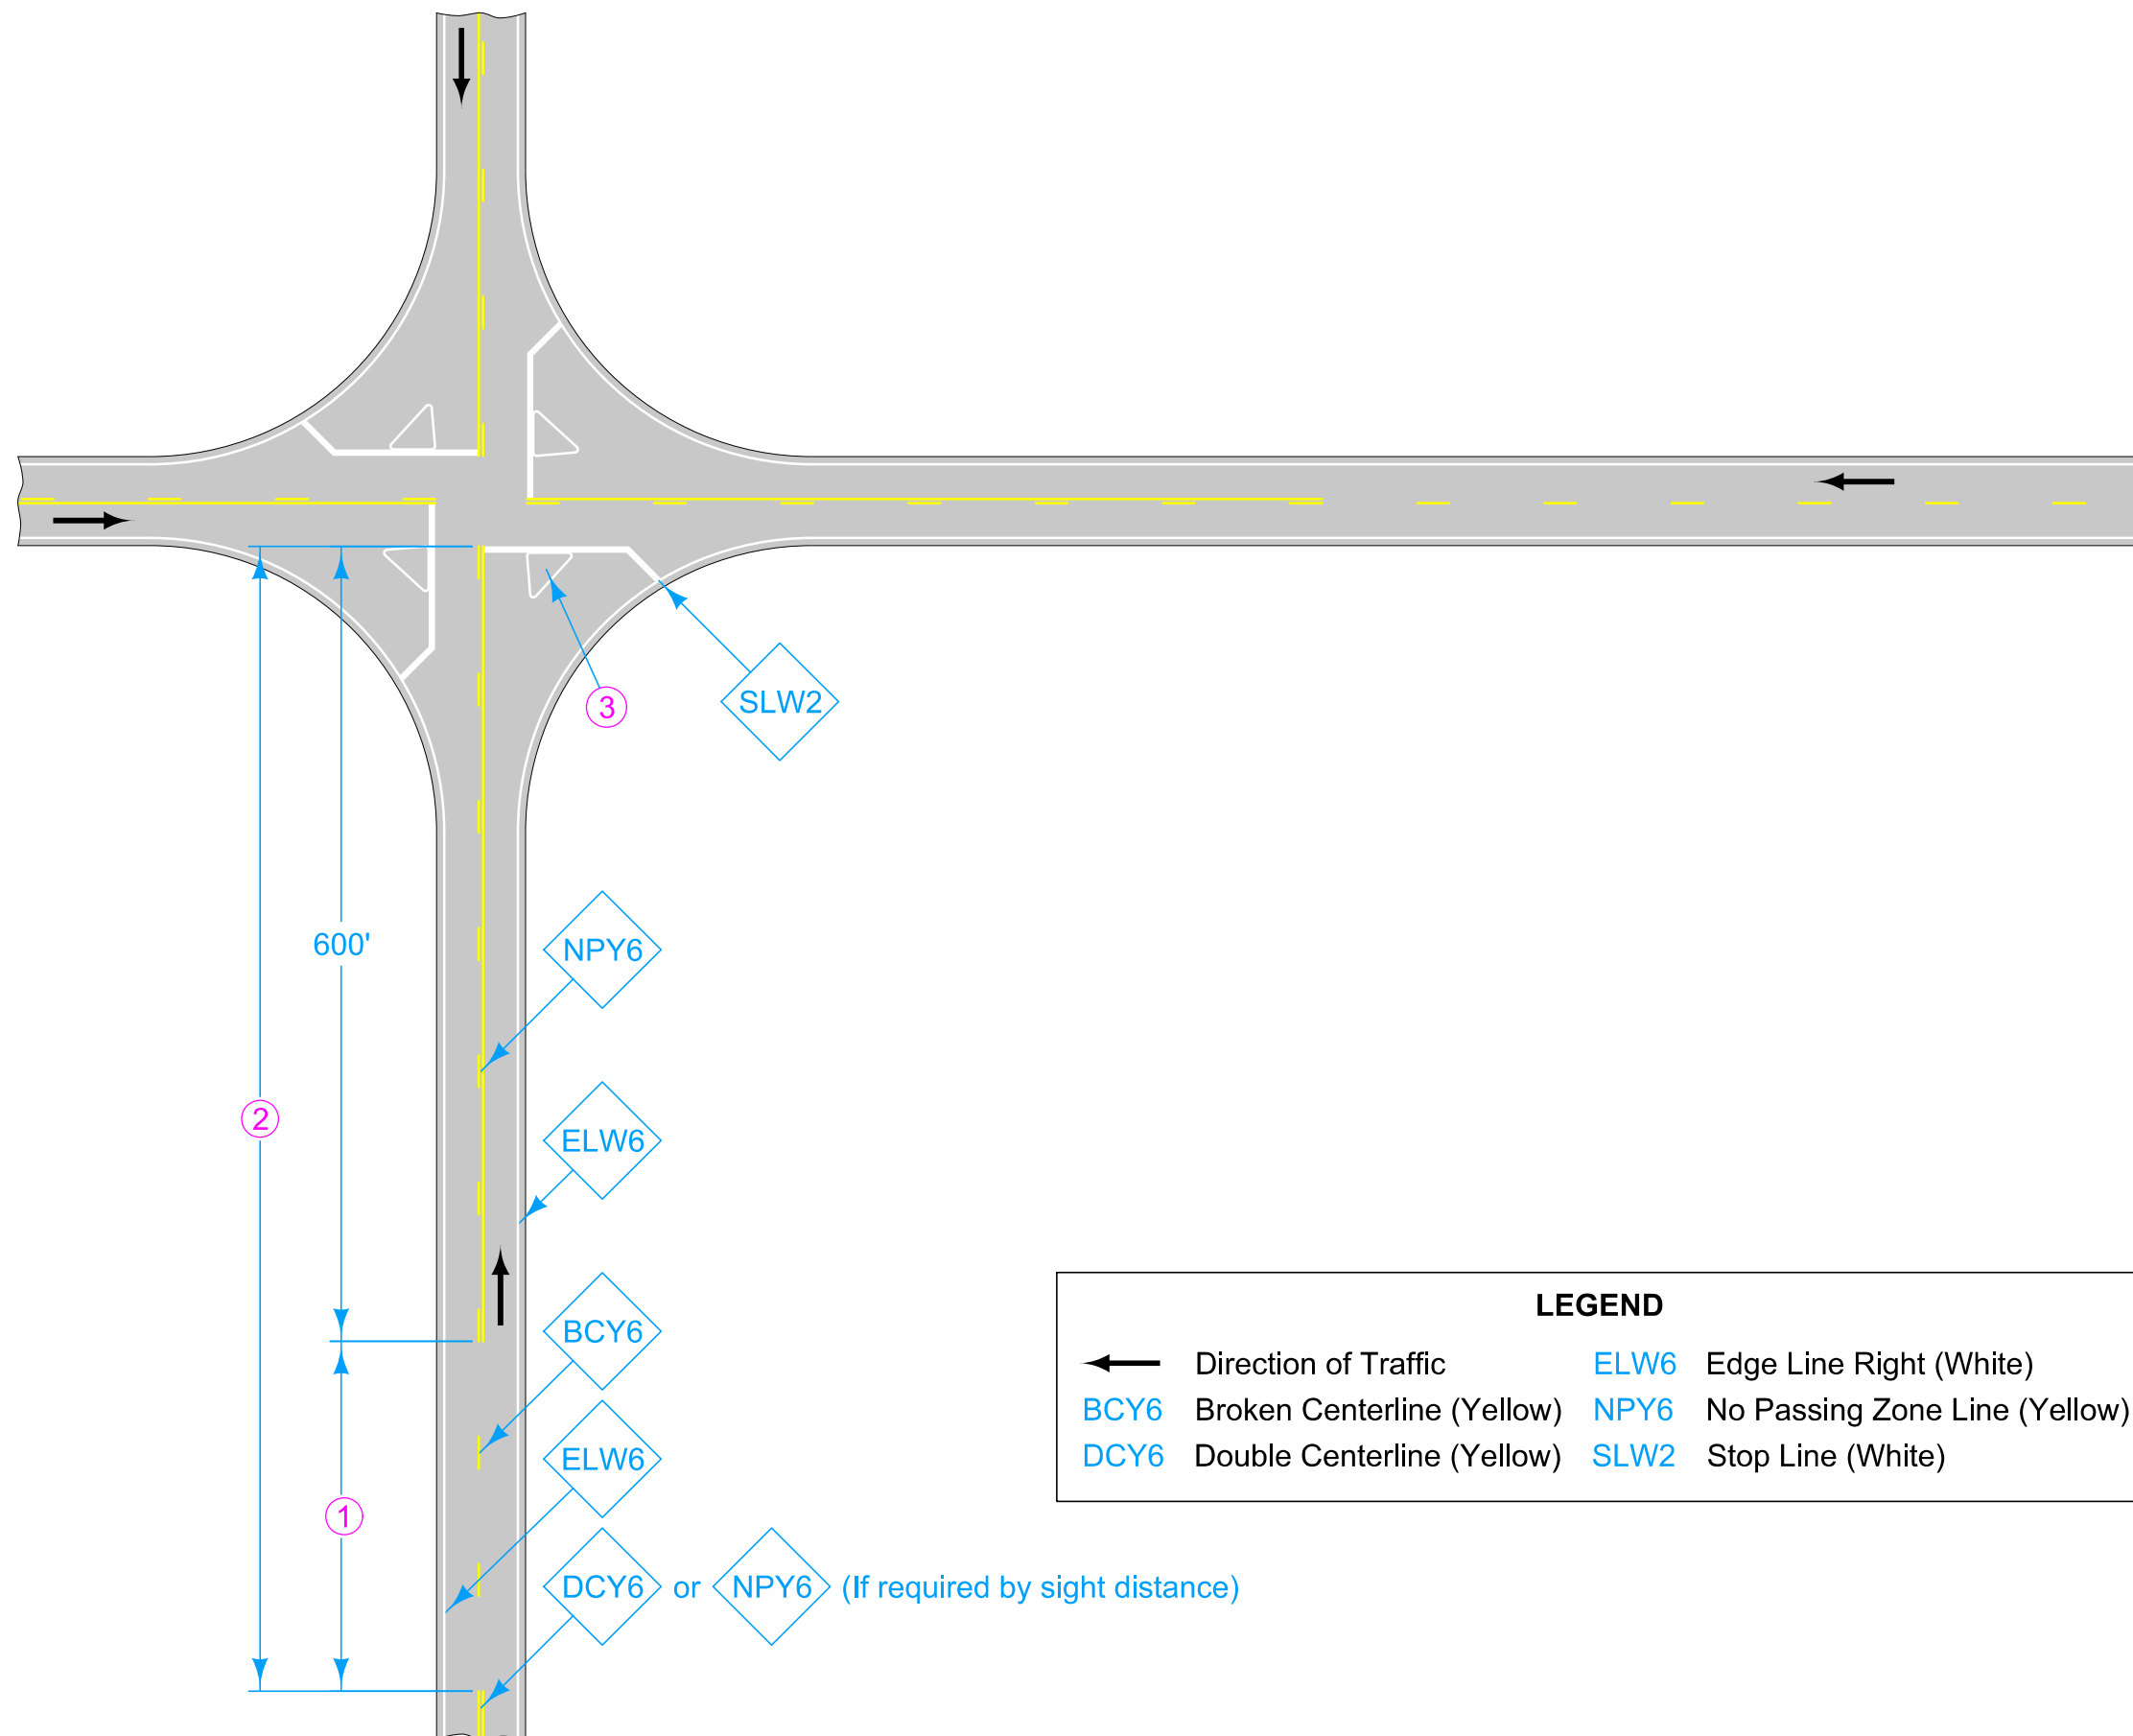 3
SLW2
600'
NPY6
2
ELW6
BCY6
ELW6
1
DCY6 or NPY6 (If required by sight distance)
LEGEND
Direction of Traffic
ELW6 Edge Line Right (White)
BCY6 Broken Centerline (Yellow)
NPY6 No Passing Zone Line (Yellow)
DCY6 Double Centerline (Yellow)
SLW2 Stop Line (White)